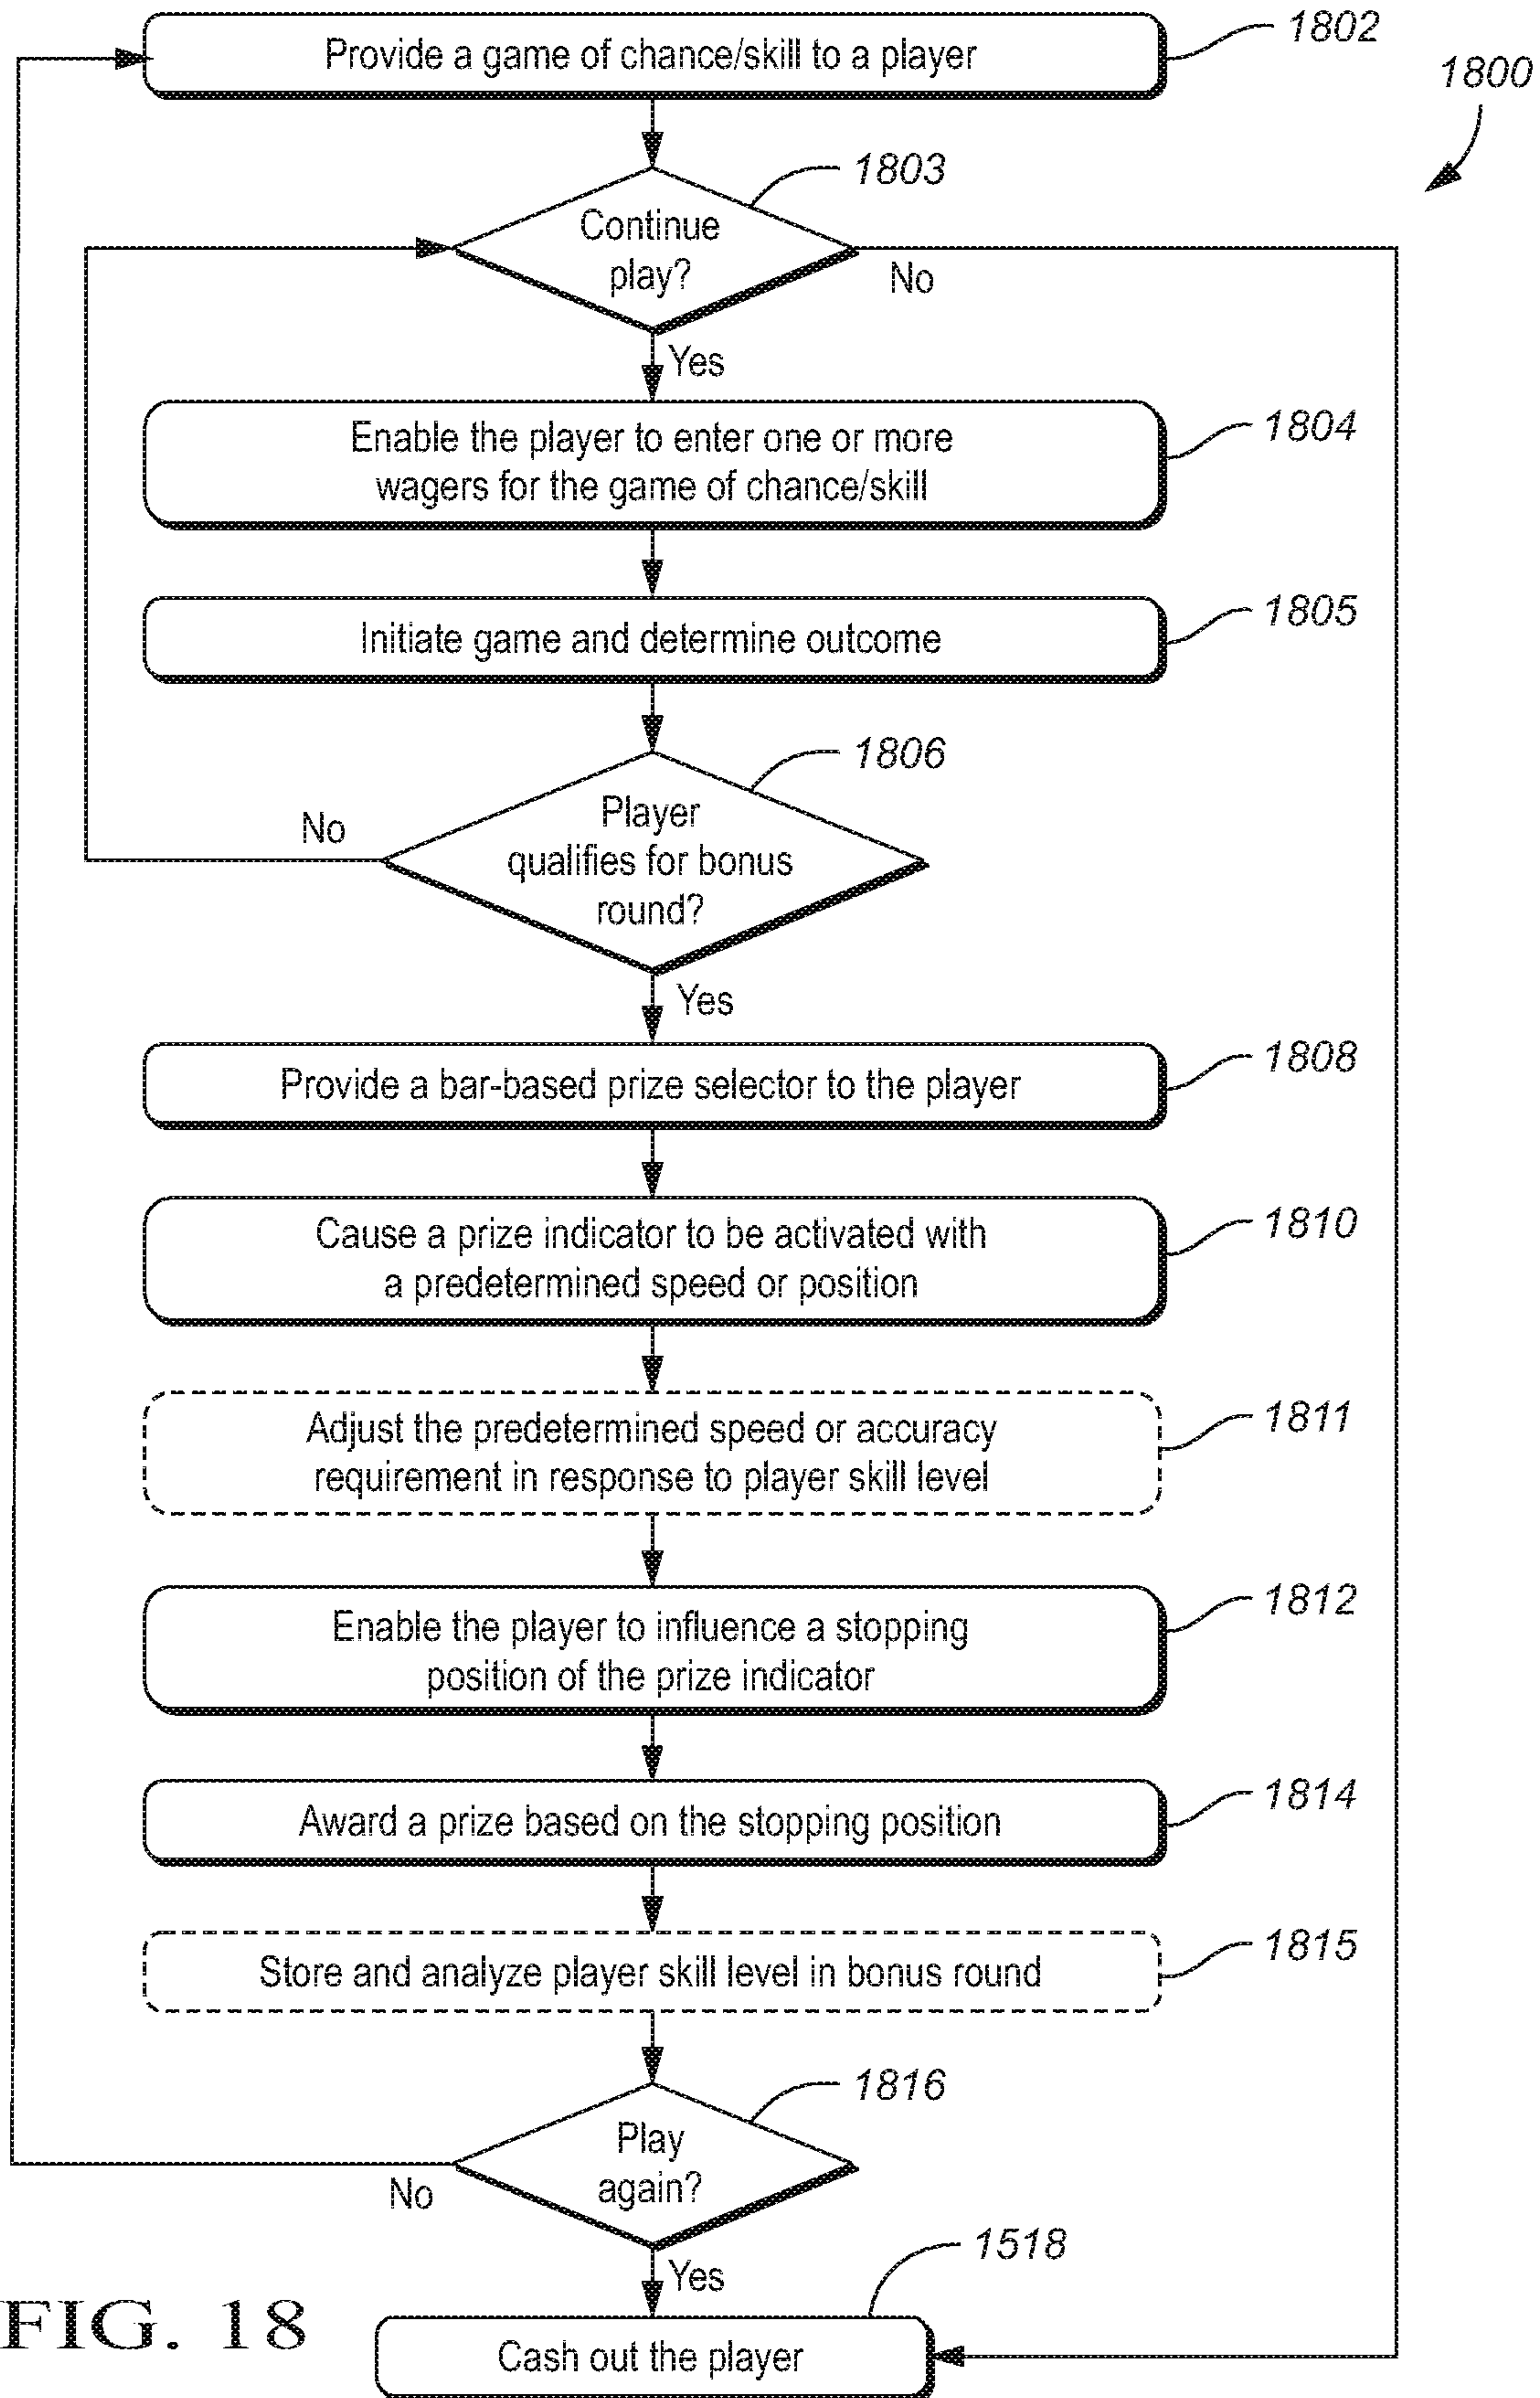 Provide a game of chance/skill to a player
1802
1800
1803
Continue
play?
No
Yes
Enable the player to enter one or more
wagers for the game of chance/skill
1804
Initiate game and determine outcome
1805
1806
Player
qualifies for bonus
round?
No
Yes
Provide a bar-based prize selector to the player
1808
Cause a prize indicator to be activated with
a predetermined speed or position
1810
Adjust the predetermined speed or accuracy
requirement in response to player skill level
1811
Enable the player to influence a stopping
position of the prize indicator
1812
Award a prize based on the stopping position
1814
Store and analyze player skill level in bonus round
1815
1816
Play
again?
No
Yes
1518
Cash out the player
FIG. 18